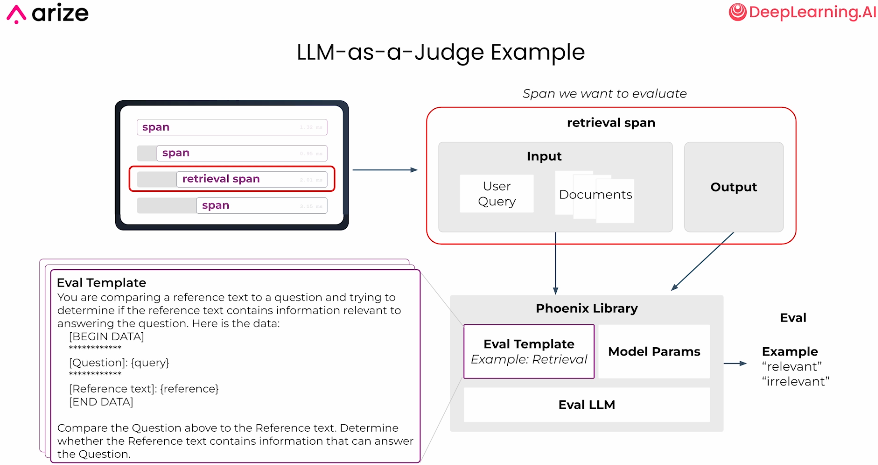 arize
DeepLearning.AI
LLM-as-a-Judge Example
span
span
retrieval span
span
Span we want to evaluate
retrieval span
Input
User
Query
Documents
Output
Eval Template
You are comparing a reference text to a question and trying to
determine if the reference text contains information relevant to
answering the question. Here is the data:
[BEGIN DATA]
************
[Question]: {query}
************
[Reference text]: {reference}
[END DATA]
Compare the Question above to the Reference text. Determine
whether the Reference text contains information that can answer
the Question.
Phoenix Library
Eval Template
Example: Retrieval
Model Params
Eval LLM
Eval
Example
“relevant”
“irrelevant”